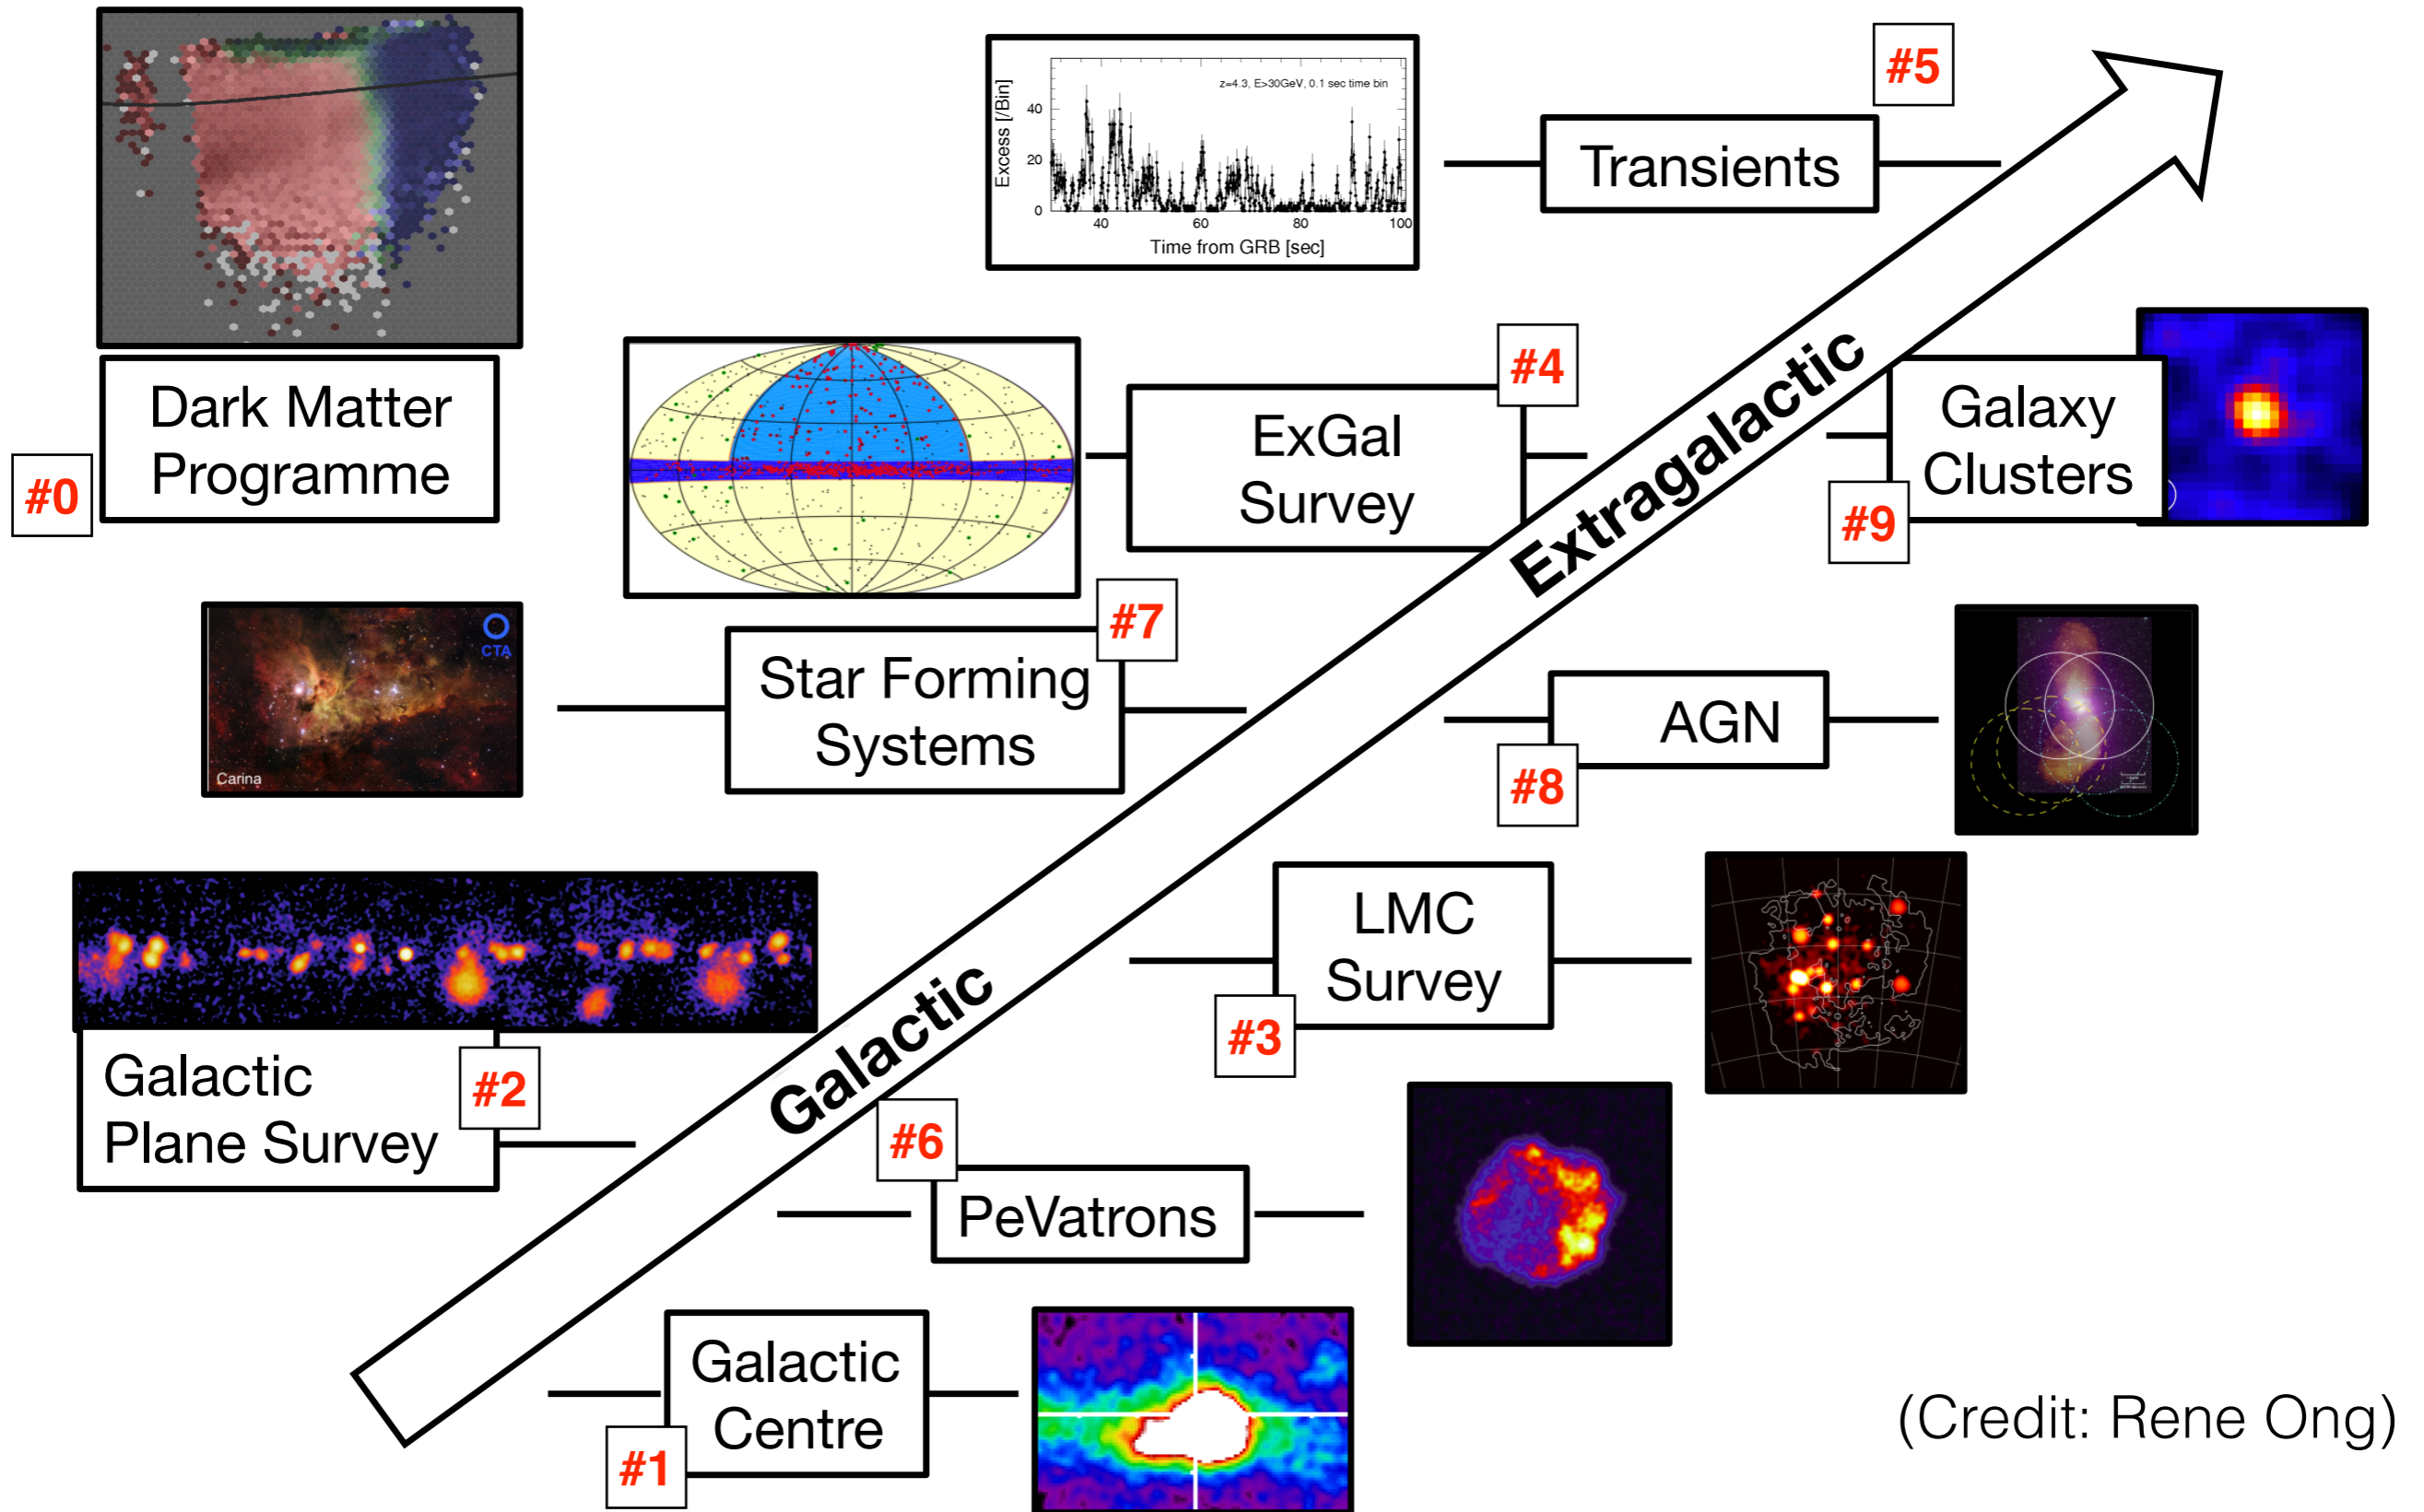 z=4.3, E>30GeV, 0.1 sec time bin
Excess [/Bin]
40
20
0
40
60
80
100
Time from GRB [sec]
#5
Transients
Dark Matter
Programme
#0
#4
ExGal
Survey
Extragalactic
Galaxy
Clusters
#9
CTA
Carina
#7
Star Forming
Systems
AGN
#8
LMC
Survey
#3
Galactic
Plane Survey
#2
Galactic
#6
PeVatrons
Galactic
Centre
#1
(Credit: Rene Ong)